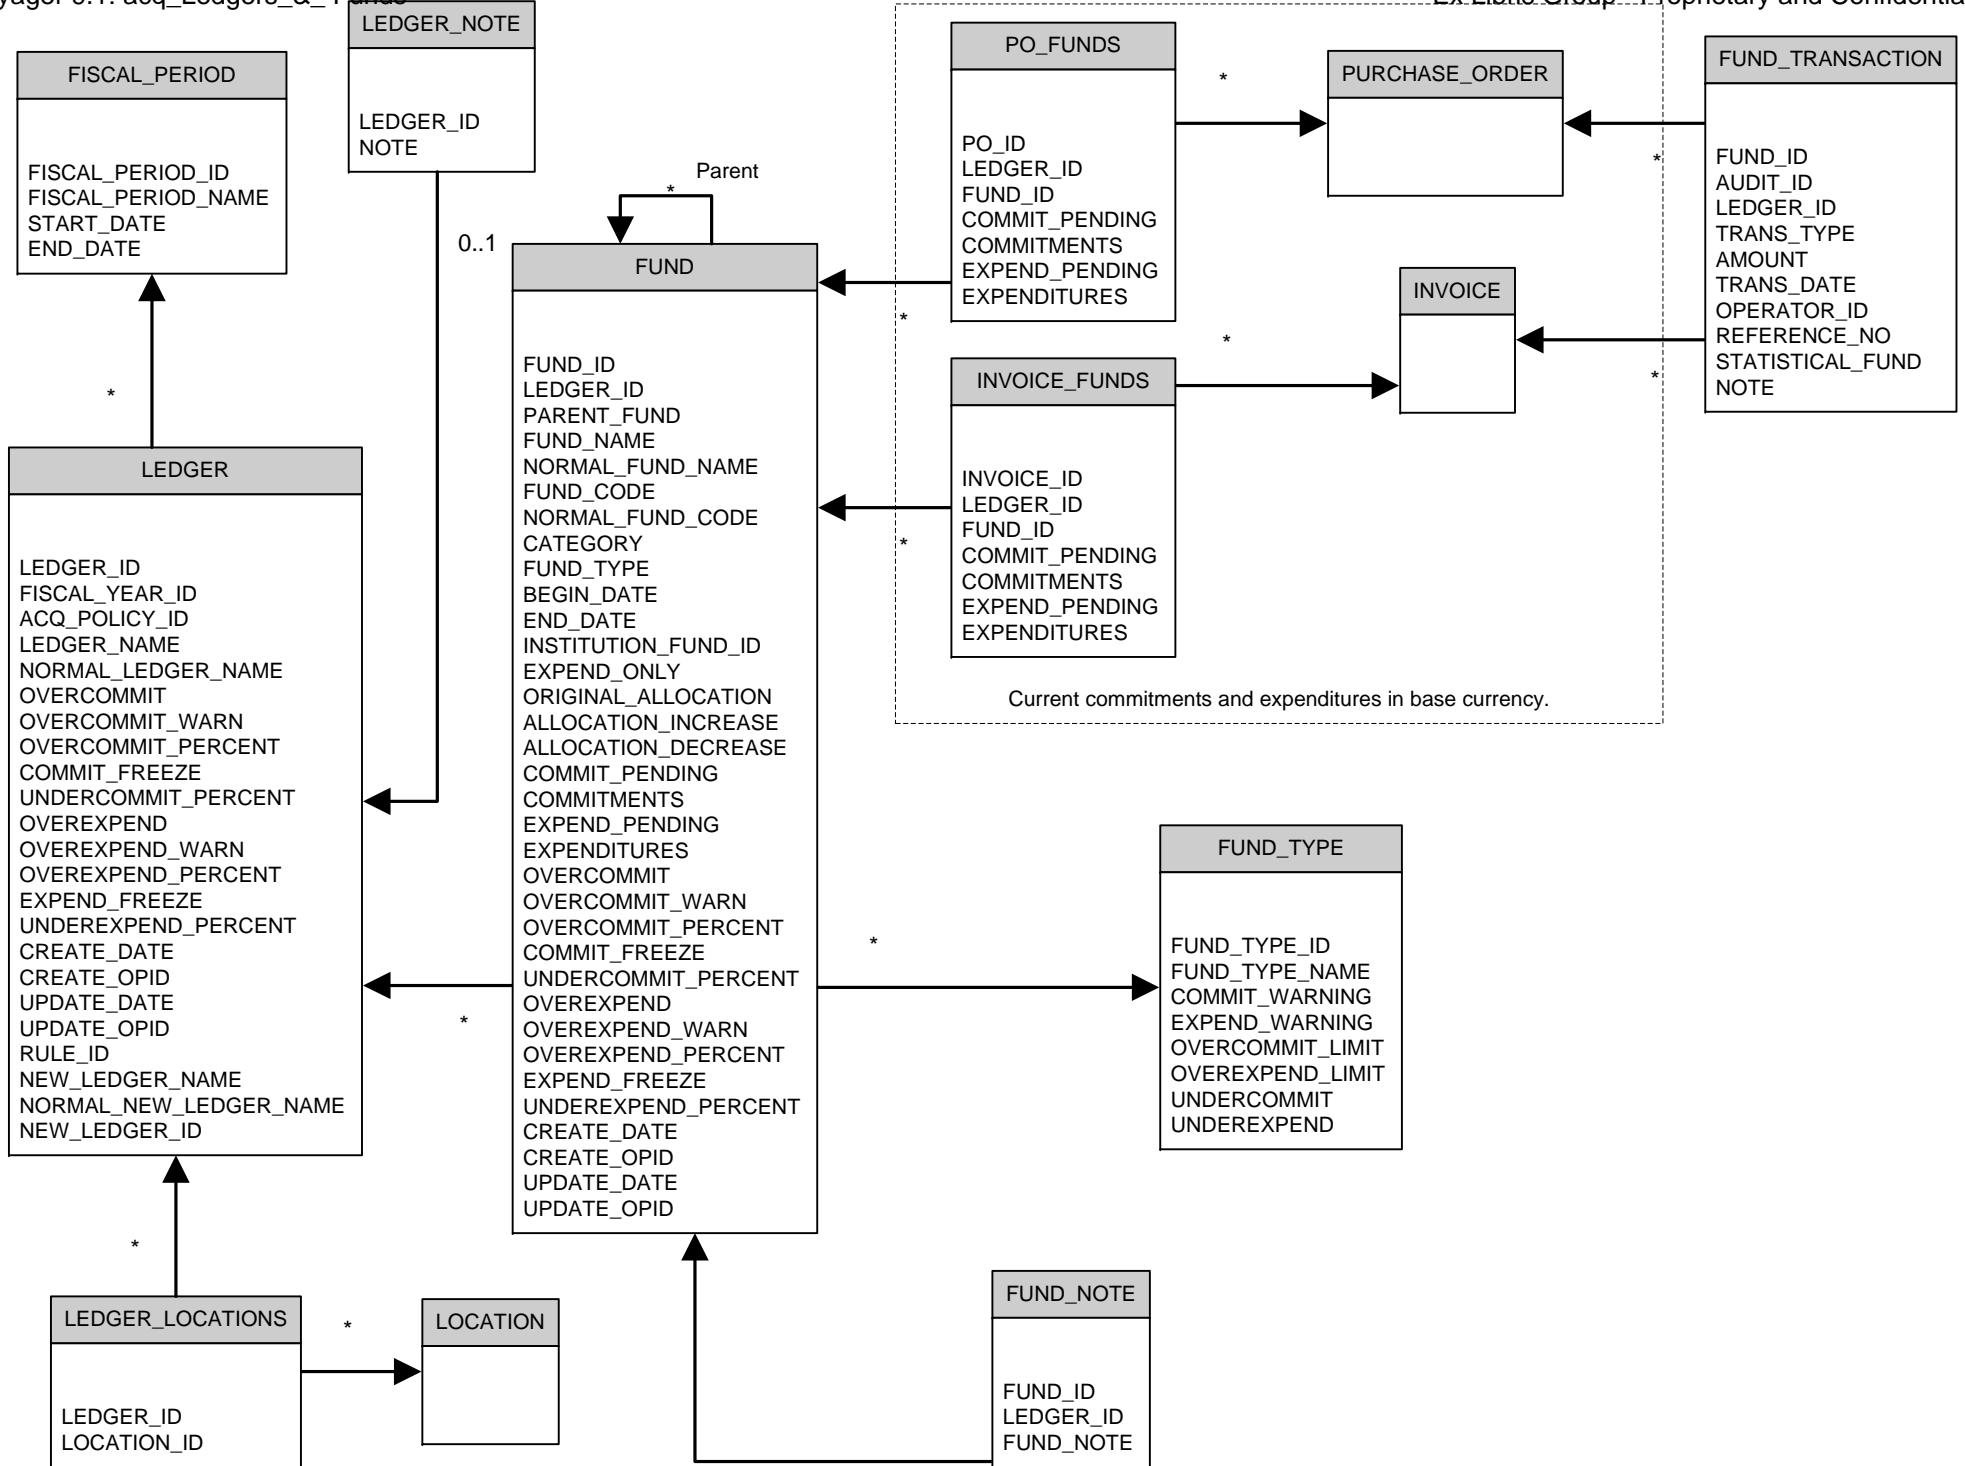 LEDGER_NOTE
LEDGER_ID
NOTE
FISCAL_PERIOD
FISCAL_PERIOD_ID
FISCAL_PERIOD_NAME
START_DATE
END_DATE
*
LEDGER
LEDGER_ID
FISCAL_YEAR_ID
ACQ_POLICY_ID
LEDGER_NAME
NORMAL_LEDGER_NAME
OVERCOMMIT
OVERCOMMIT_WARN
OVERCOMMIT_PERCENT
COMMIT_FREEZE
UNDERCOMMIT_PERCENT
OVEREXPEND
OVEREXPEND_WARN
OVEREXPEND_PERCENT
EXPEND_FREEZE
UNDEREXPEND_PERCENT
CREATE_DATE
CREATE_OPID
UPDATE_DATE
UPDATE_OPID
RULE_ID
NEW_LEDGER_NAME
NORMAL_NEW_LEDGER_NAME
NEW_LEDGER_ID
*
LEDGER_LOCATIONS
LEDGER_ID
LOCATION_ID
*
LOCATION
Parent
*
0..1
FUND
FUND_ID
LEDGER_ID
PARENT_FUND
FUND_NAME
NORMAL_FUND_NAME
FUND_CODE
NORMAL_FUND_CODE
CATEGORY
FUND_TYPE
BEGIN_DATE
END_DATE
INSTITUTION_FUND_ID
EXPEND_ONLY
ORIGINAL_ALLOCATION
ALLOCATION_INCREASE
ALLOCATION_DECREASE
COMMIT_PENDING
COMMITMENTS
EXPEND_PENDING
EXPENDITURES
OVERCOMMIT
OVERCOMMIT_WARN
OVERCOMMIT_PERCENT
COMMIT_FREEZE
UNDERCOMMIT_PERCENT
OVEREXPEND
OVEREXPEND_WARN
OVEREXPEND_PERCENT
EXPEND_FREEZE
UNDEREXPEND_PERCENT
CREATE_DATE
CREATE_OPID
UPDATE_DATE
UPDATE_OPID
*
*
PO_FUNDS
PO_ID
LEDGER_ID
FUND_ID
COMMIT_PENDING
COMMITMENTS
EXPEND_PENDING
EXPENDITURES
*
*
PURCHASE_ORDER
INVOICE_FUNDS
INVOICE_ID
LEDGER_ID
FUND_ID
COMMIT_PENDING
COMMITMENTS
EXPEND_PENDING
EXPENDITURES
*
*
INVOICE
Current commitments and expenditures in base currency.
FUND_TRANSACTION
FUND_ID
AUDIT_ID
LEDGER_ID
TRANS_TYPE
AMOUNT
TRANS_DATE
OPERATOR_ID
REFERENCE_NO
STATISTICAL_FUND
NOTE
*
*
FUND_TYPE
FUND_TYPE_ID
FUND_TYPE_NAME
COMMIT_WARNING
EXPEND_WARNING
OVERCOMMIT_LIMIT
OVEREXPEND_LIMIT
UNDERCOMMIT
UNDEREXPEND
FUND_NOTE
FUND_ID
LEDGER_ID
FUND_NOTE